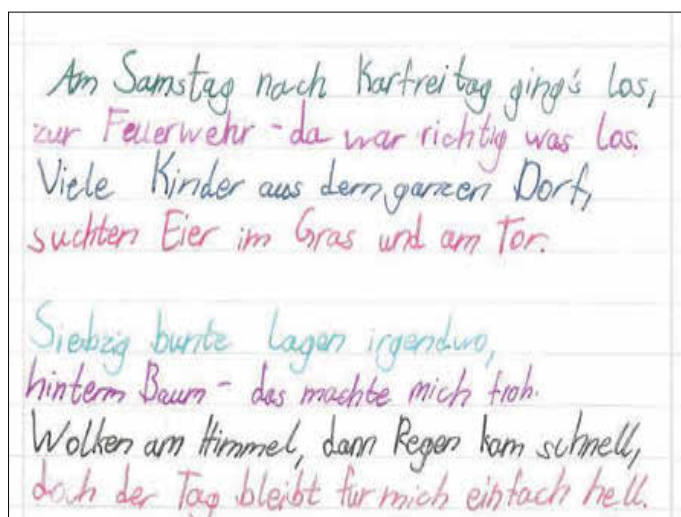 Am Samstag nach Karfreitag ging's los,
zur Feuerwehr - da war richtig was los.
Viele Kinder aus dem ganzen Dorf,
suchten Eier im Gras und am Tor.
Siebzig bunte lagen irgendwo,
hinterm Baum - das machte mich froh.
Wolken am Himmel, dann Regen kam schnell,
doch der Tag bleibt für mich einfach hell.